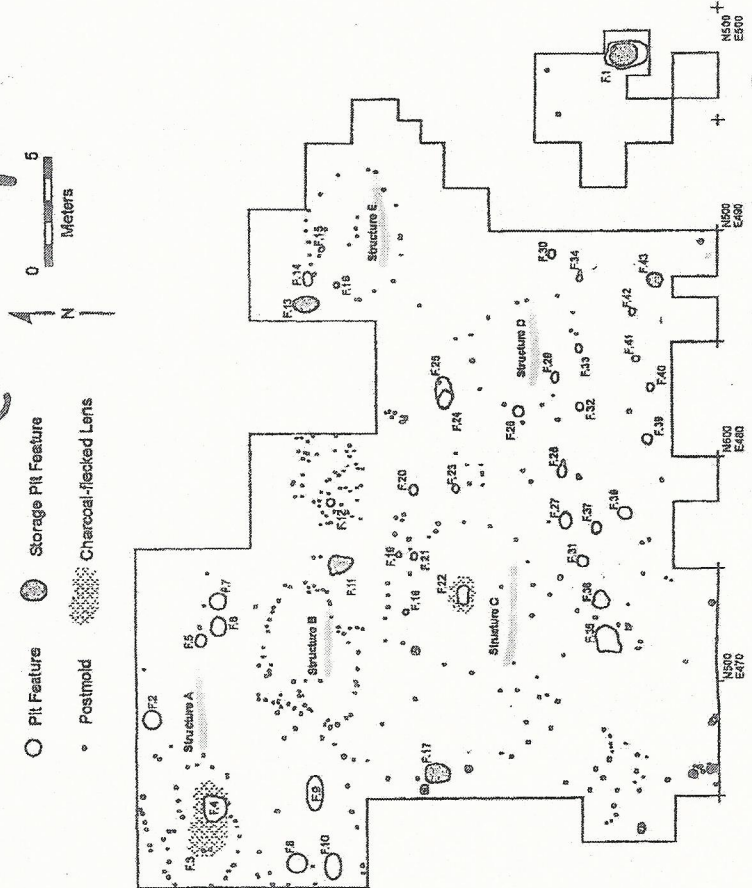 Pit Feature
Storage Pit Feature
Postmold
Charcoal-flecked Lens
N
0 5
Meters
F.2
Structure A
F.3
F.4
F.5
F.6
F.7
F.8
F.9
F.10
Structure B
F.11
F.12
F.13
F.14
F.15
F.16
Structure E
F.17
F.18
F.19
F.20
F.21
F.22
F.23
F.24
F.25
Structure C
Structure D
F.26
F.27
F.28
F.29
F.30
F.31
F.32
F.33
F.34
F.35
F.36
F.37
F.38
F.39
F.40
F.41
F.42
F.43
F.1
N500
E470
N500
E480
N500
E490
N500
E500